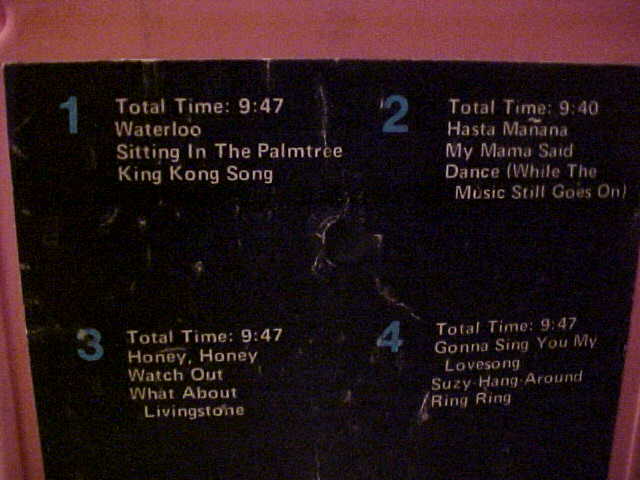 1
Total Time: 9:47
Waterloo
Sitting In The Palmtree
King Kong Song
2
Total Time: 9:40
Hasta Mañana
My Mama Said
Dance (While The
Music Still Goes On)
3
Total Time: 9:47
Honey, Honey
Watch Out
What About
Livingstone
4
Total Time: 9:47
Gonna Sing You My
Lovesong
Suzy-Hang-Around
Ring Ring